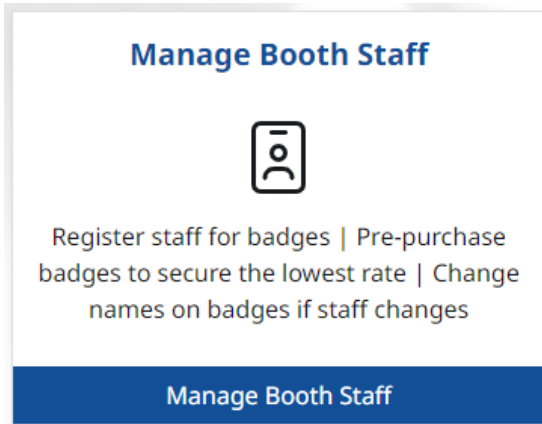 Manage Booth Staff
Register staff for badges | Pre-purchase
badges to secure the lowest rate | Change
names on badges if staff changes
Manage Booth Staff